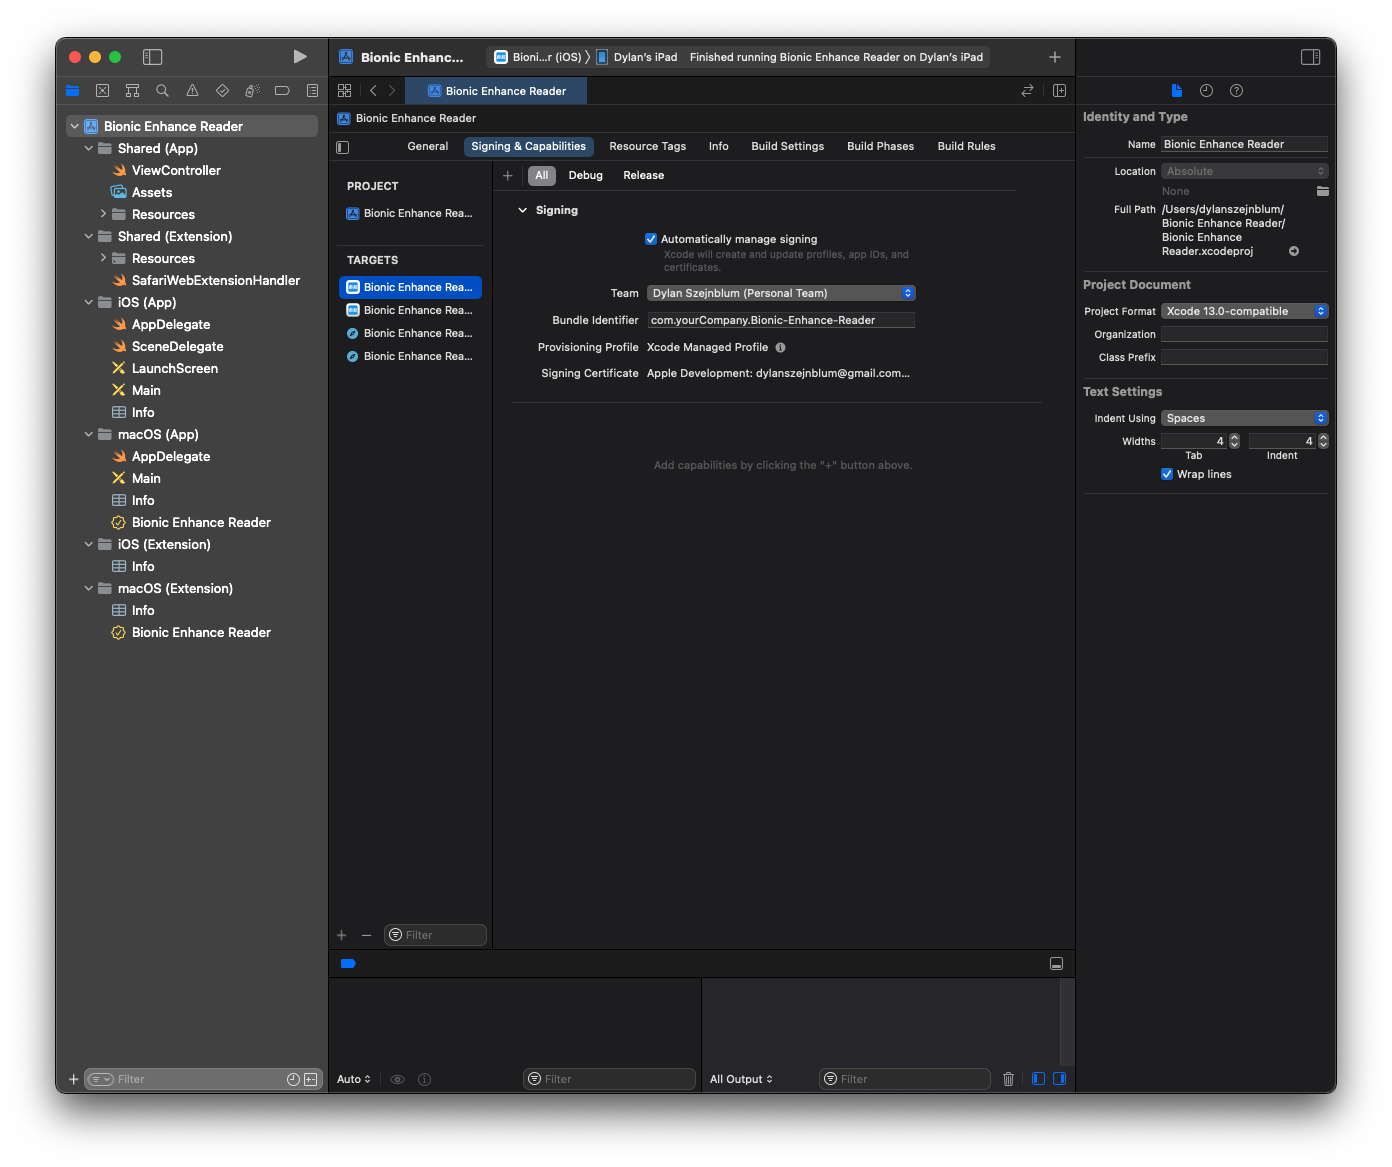 Bionic Enhanc...
Bioni...r (iOS)
Dylan's iPad
Finished running Bionic Enhance Reader on Dylan's iPad
Bionic Enhance Reader
Shared (App)
ViewController
Assets
Resources
Shared (Extension)
Resources
SafariWebExtensionHandler
iOS (App)
AppDelegate
SceneDelegate
LaunchScreen
Main
Info
macOS (App)
AppDelegate
Main
Info
Bionic Enhance Reader
iOS (Extension)
Info
macOS (Extension)
Info
Bionic Enhance Reader
Filter
Bionic Enhance Reader
Bionic Enhance Reader
General
Signing & Capabilities
Resource Tags
Info
Build Settings
Build Phases
Build Rules
PROJECT
Bionic Enhance Rea...
TARGETS
Bionic Enhance Rea...
Bionic Enhance Rea...
Bionic Enhance Rea...
Bionic Enhance Rea...
Filter
All
Debug
Release
Signing
Automatically manage signing
Xcode will create and update profiles, app IDs, and
certificates.
Team
Dylan Szejnblum (Personal Team)
Bundle Identifier
com.yourCompany.Bionic-Enhance-Reader
Provisioning Profile
Xcode Managed Profile
Signing Certificate
Apple Development: dylanszejnblum@gmail.com...
Add capabilities by clicking the "+" button above.
Auto
Filter
All Output
Filter
Identity and Type
Name
Bionic Enhance Reader
Location
Absolute
None
Full Path
/Users/dylanszejnblum/
Bionic Enhance Reader/
Bionic Enhance
Reader.xcodeproj
Project Document
Project Format
Xcode 13.0-compatible
Organization
Class Prefix
Text Settings
Indent Using
Spaces
Widths
4
4
Tab
Indent
Wrap lines